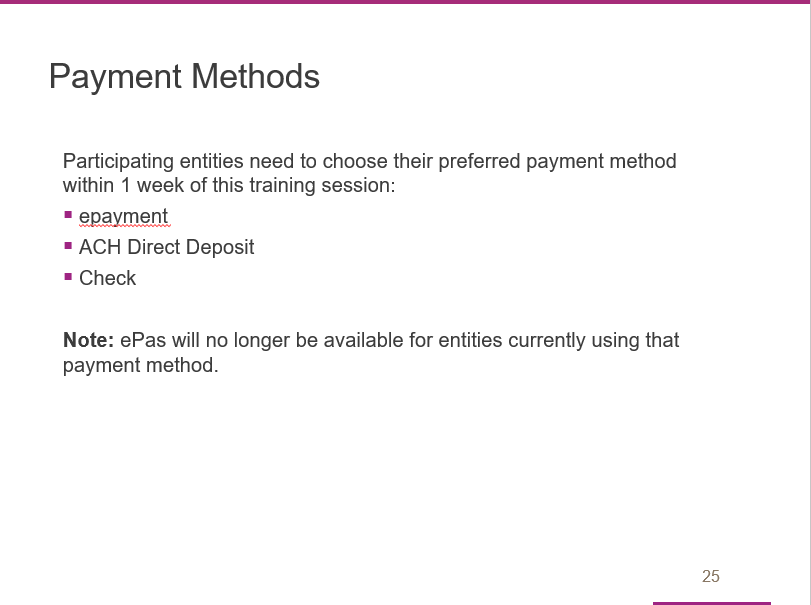 Payment Methods
Participating entities need to choose their preferred payment method
within 1 week of this training session:
▪ epayment
▪ ACH Direct Deposit
▪ Check
Note: ePas will no longer be available for entities currently using that
payment method.
25